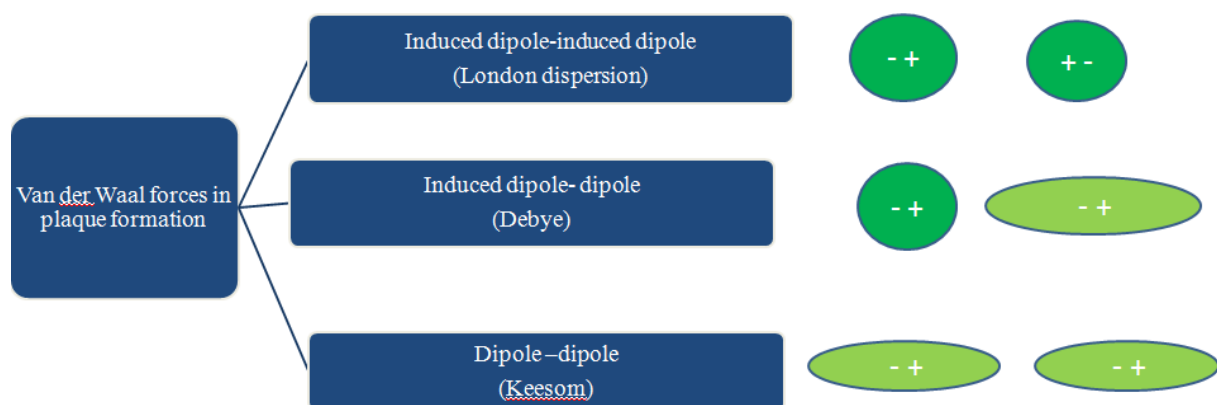 Induced dipole-induced dipole
(London dispersion)
- +
+ -
Van der Waal forces in
plaque formation
Induced dipole- dipole
(Debye)
- +
- +
Dipole –dipole
(Keesom)
- +
- +